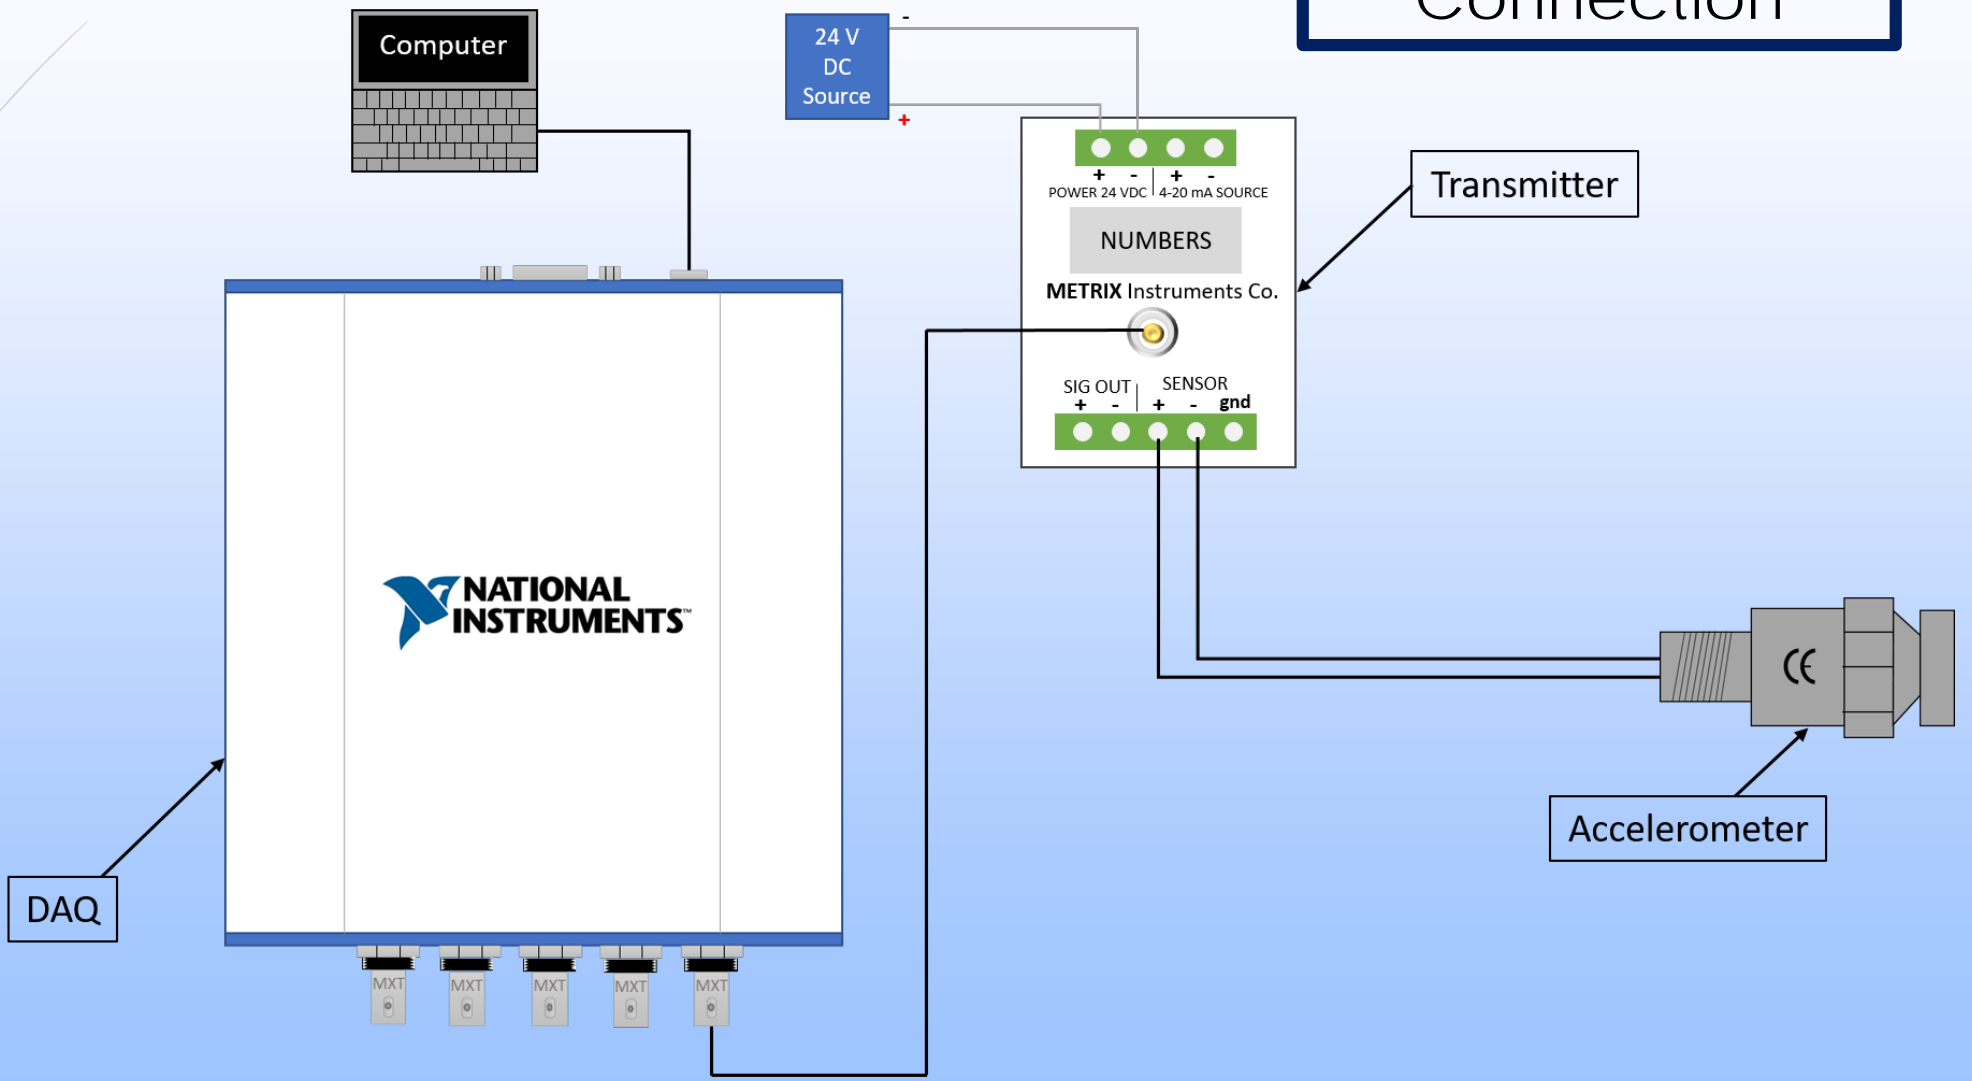 Connection
Computer
24 V
DC
Source
-
+
+ - + -
POWER 24 VDC 4-20 mA SOURCE
NUMBERS
METRIX Instruments Co.
SIG OUT SENSOR
+ - + - gnd
Transmitter
NATIONAL
INSTRUMENTS™
CE
Accelerometer
DAQ
MXT MXT MXT MXT MXT